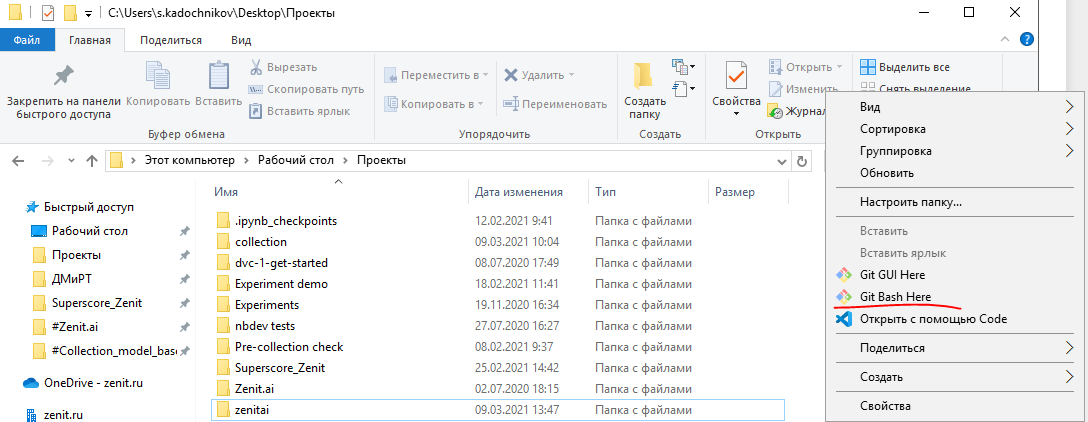 C:\Users\s.kadochnikov\Desktop\Проекты
Файл Главная Поделиться Вид
Закрепить на панели быстрого доступа
Копировать
Вставить
Вырезать
Скопировать путь
Вставить ярлык
Буфер обмена
Переместить в
Копировать в
Удалить
Переименовать
Упорядочить
Создать папку
Создать
Свойства
Открыть
Изменить
Журнал
Открыть
Выделить все
Снять выделение
Этот компьютер Рабочий стол Проекты
Быстрый доступ
Рабочий стол
Проекты
ДМиРТ
Superscore_Zenit
#Zenit.ai
#Collection_model_bas
OneDrive - zenit.ru
zenit.ru
Имя Дата изменения Тип Размер
.ipynb_checkpoints 12.02.2021 9:41 Папка с файлами
collection 09.03.2021 10:04 Папка с файлами
dvc-1-get-started 08.07.2020 17:49 Папка с файлами
Experiment demo 18.02.2021 11:41 Папка с файлами
Experiments 19.11.2020 16:34 Папка с файлами
nbdev tests 27.07.2020 16:27 Папка с файлами
Pre-collection check 08.02.2021 9:37 Папка с файлами
Superscore_Zenit 25.02.2021 14:42 Папка с файлами
Zenit.ai 02.07.2020 18:15 Папка с файлами
zenitai 09.03.2021 13:47 Папка с файлами
Вид
Сортировка
Группировка
Обновить
Настроить папку...
Вставить
Вставить ярлык
Git GUI Here
Git Bash Here
Открыть с помощью Code
Поделиться
Создать
Свойства